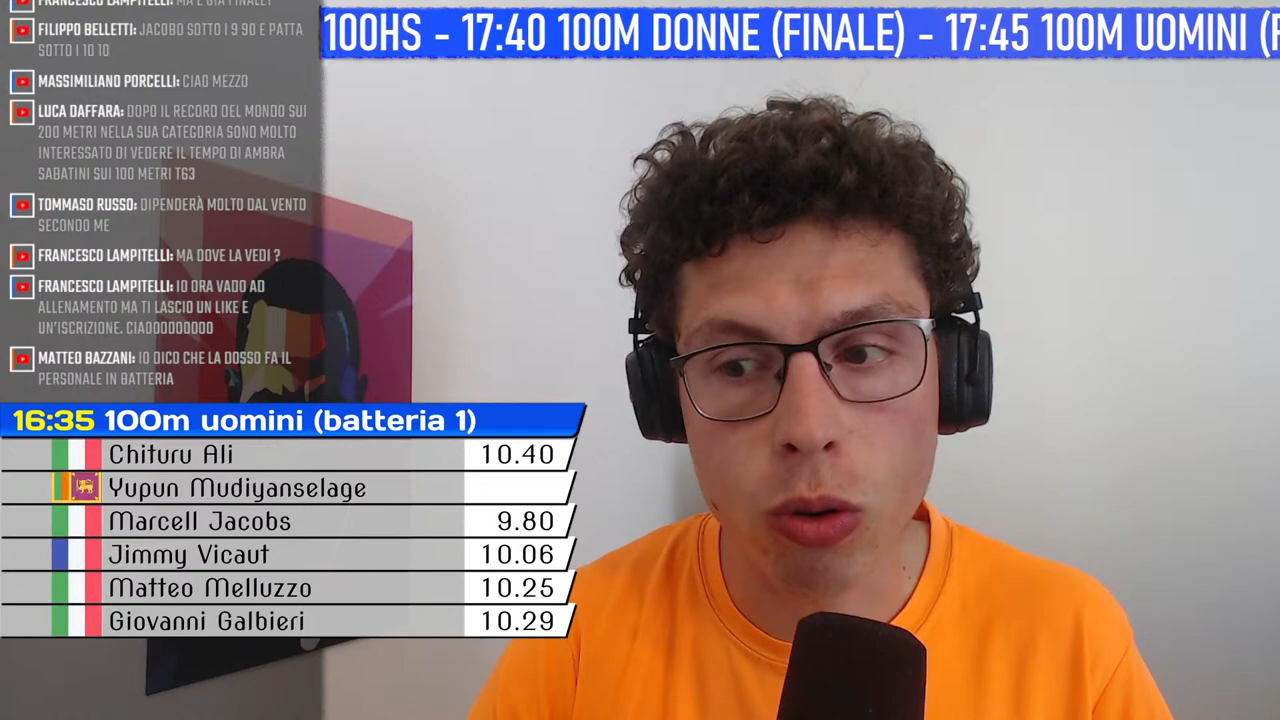 FRANCESCO LAMPITELLI: MA È GIÀ FINALE?
FILIPPO BELLETTI: JACOBO SOTTO I 9 90 E PATTA
SOTTO I 10 10
MASSIMILIANO PORCELLI: CIAO MEZZO
LUCA DAFFARA: DOPO IL RECORD DEL MONDO SUI
200 METRI NELLA SUA CATEGORIA SONO MOLTO
INTERESSATO DI VEDERE IL TEMPO DI AMBRA
SABATINI SUI 100 METRI T63
TOMMASO RUSSO: DIPENDERÀ MOLTO DAL VENTO
SECONDO ME
FRANCESCO LAMPITELLI: MA DOVE LA VEDI ?
FRANCESCO LAMPITELLI: IO ORA VADO AD
ALLENAMENTO MA TI LASCIO UN LIKE E
UN'ISCRIZIONE. CIAOOOOOOOOO
MATTEO BAZZANI: IO DICO CHE LA DOSSO FA IL
PERSONALE IN BATTERIA
100HS - 17:40 100M DONNE (FINALE) - 17:45 100M UOMINI (
16:35 100m uomini (batteria 1)
Chituru Ali 10.40
Yupun Mudiyanselage
Marcell Jacobs 9.80
Jimmy Vicaut 10.06
Matteo Melluzzo 10.25
Giovanni Galbieri 10.29